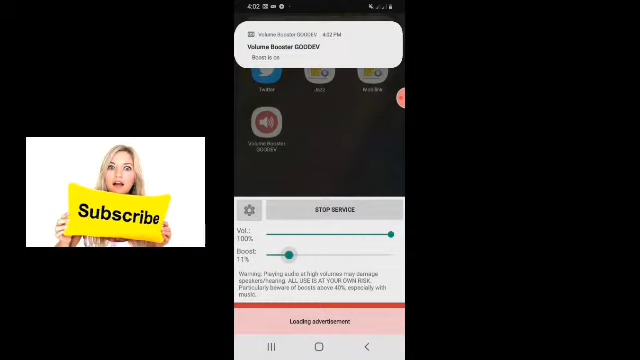 4:02
Volume Booster GOODEV 4:02 PM
Volume Booster GOODEV
Boost is on
Twitter
Jazz
Mobilink
Volume Booster
GOODEV
Subscribe
STOP SERVICE
Vol.:
100%
Boost:
11%
Warning: Playing audio at high volumes may damage
speakers/hearing. ALL USE IS AT YOUR OWN RISK.
Particularly beware of boosts above 40%, especially with
music.
Loading advertisement